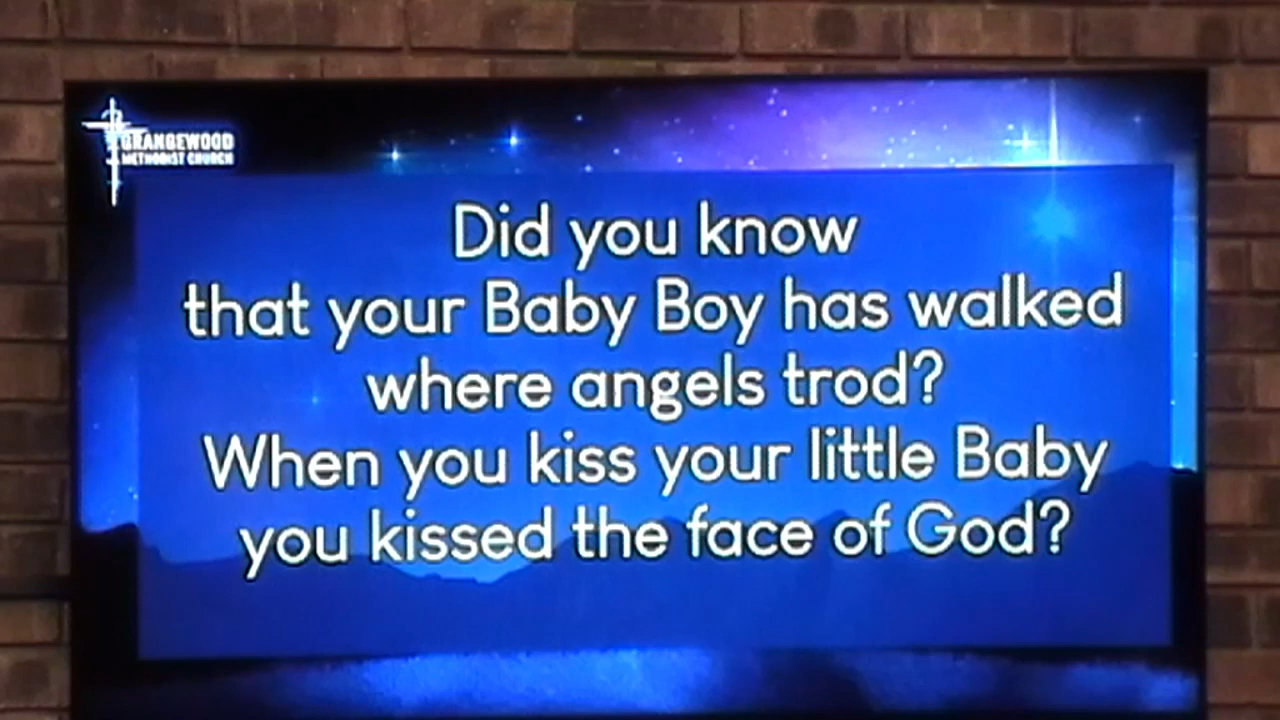 GRANGEWOOD
METHODIST CHURCH
Did you know
that your Baby Boy has walked
where angels trod?
When you kiss your little Baby
you kissed the face of God?